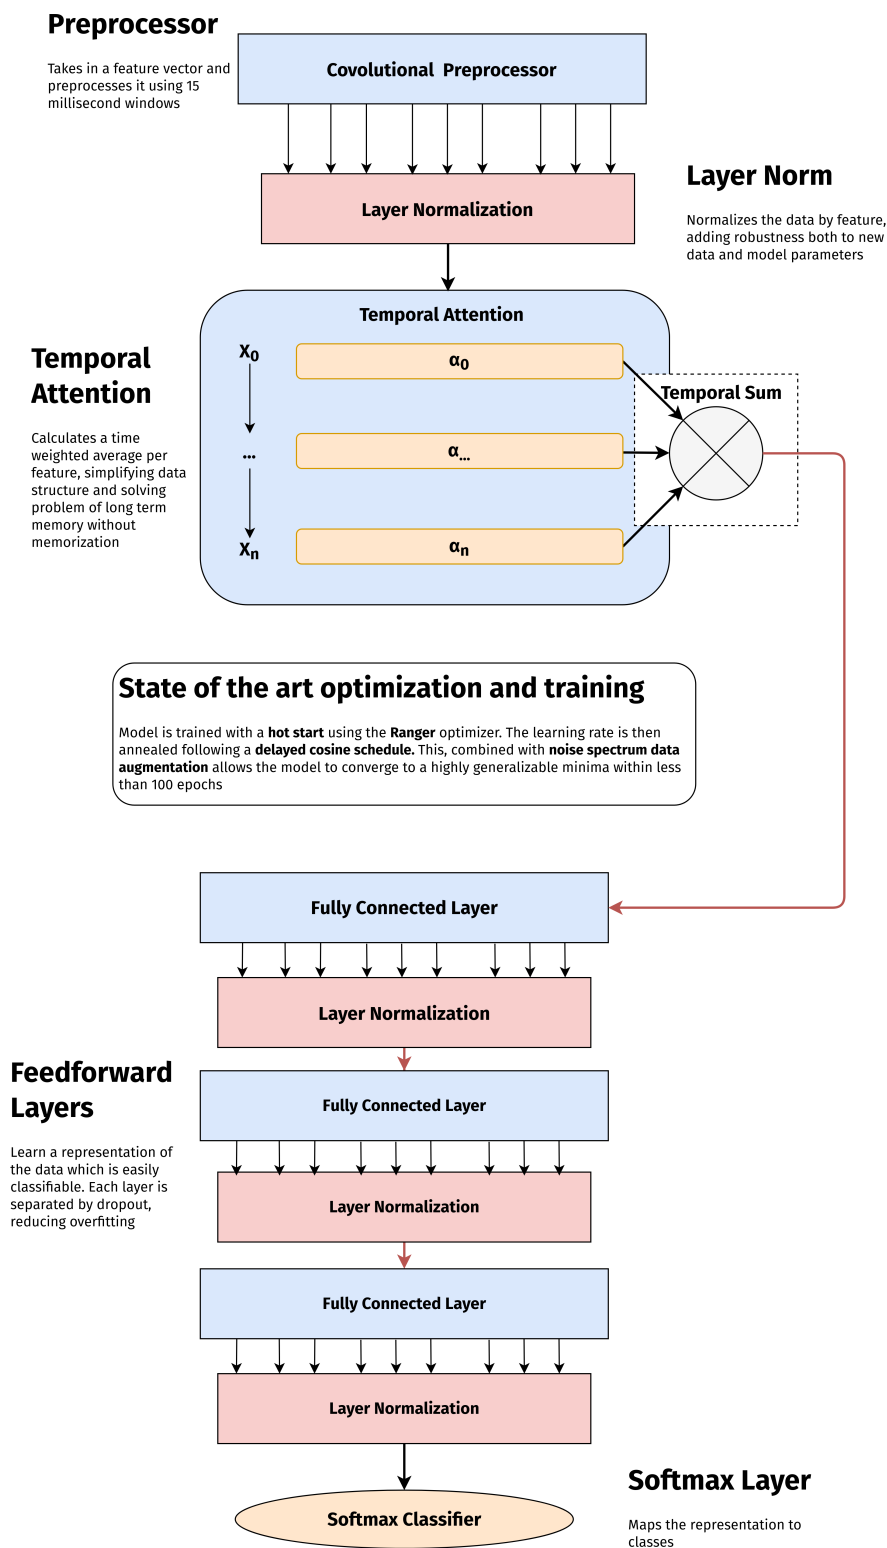 Preprocessor
Takes in a feature vector and
preprocesses it using 15
millisecond windows
Covolutional  Preprocessor
Layer Normalization
Layer Norm
Normalizes the data by feature,
adding robustness both to new
data and model parameters
Temporal Attention
Temporal
Attention
Calculates a time
weighted average per
feature, simplifying data
structure and solving
problem of long term
memory without
memorization
X0
...
Xn
α0
α...
αn
Temporal Sum
State of the art optimization and training
Model is trained with a hot start using the Ranger optimizer. The learning rate is then
annealed following a delayed cosine schedule. This, combined with noise spectrum data
augmentation allows the model to converge to a highly generalizable minima within less
than 100 epochs
Fully Connected Layer
Layer Normalization
Feedforward
Layers
Learn a representation of
the data which is easily
classifiable. Each layer is
separated by dropout,
reducing overfitting
Fully Connected Layer
Layer Normalization
Fully Connected Layer
Layer Normalization
Softmax Classifier
Softmax Layer
Maps the representation to
classes